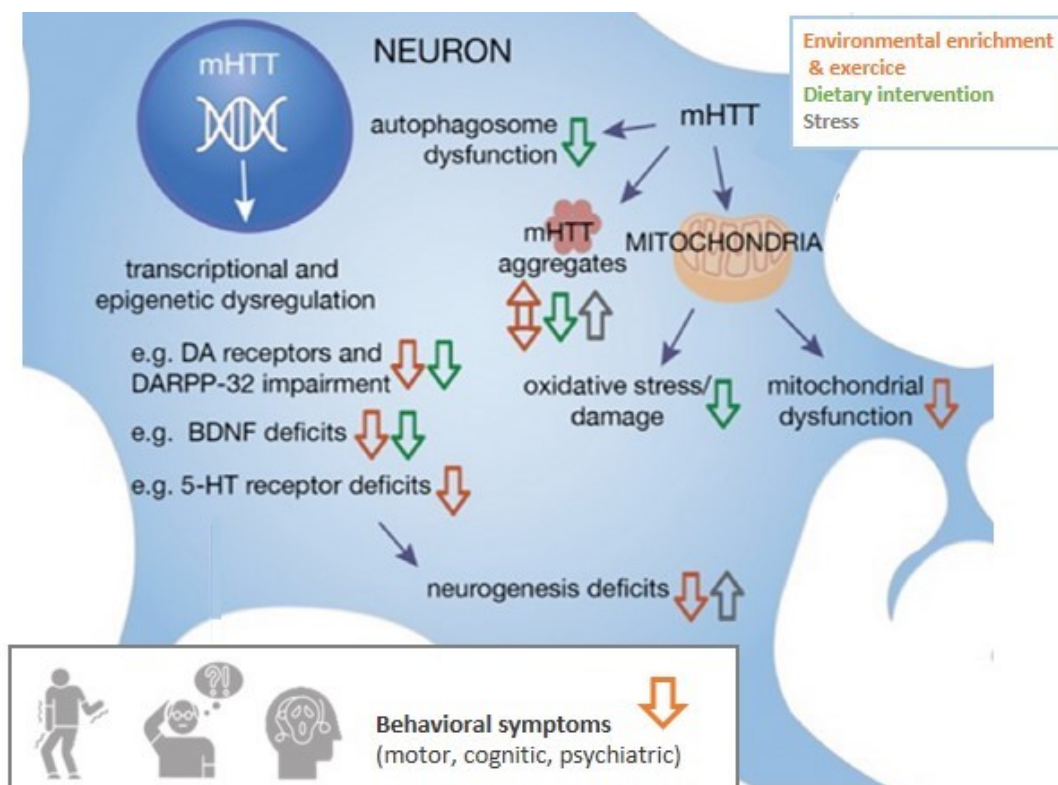 Environmental enrichment
& exercice
Dietary intervention
Stress
mHTT
NEURON
mHTT
autophagosome
dysfunction
mHTT
aggregates
MITOCHONDRIA
transcriptional and
epigenetic dysregulation
e.g. DA receptors and
DARPP-32 impairment
oxidative stress/
damage
mitochondrial
dysfunction
e.g. BDNF deficits
e.g. 5-HT receptor deficits
neurogenesis deficits
?!
Behavioral symptoms
(motor, cognitic, psychiatric)